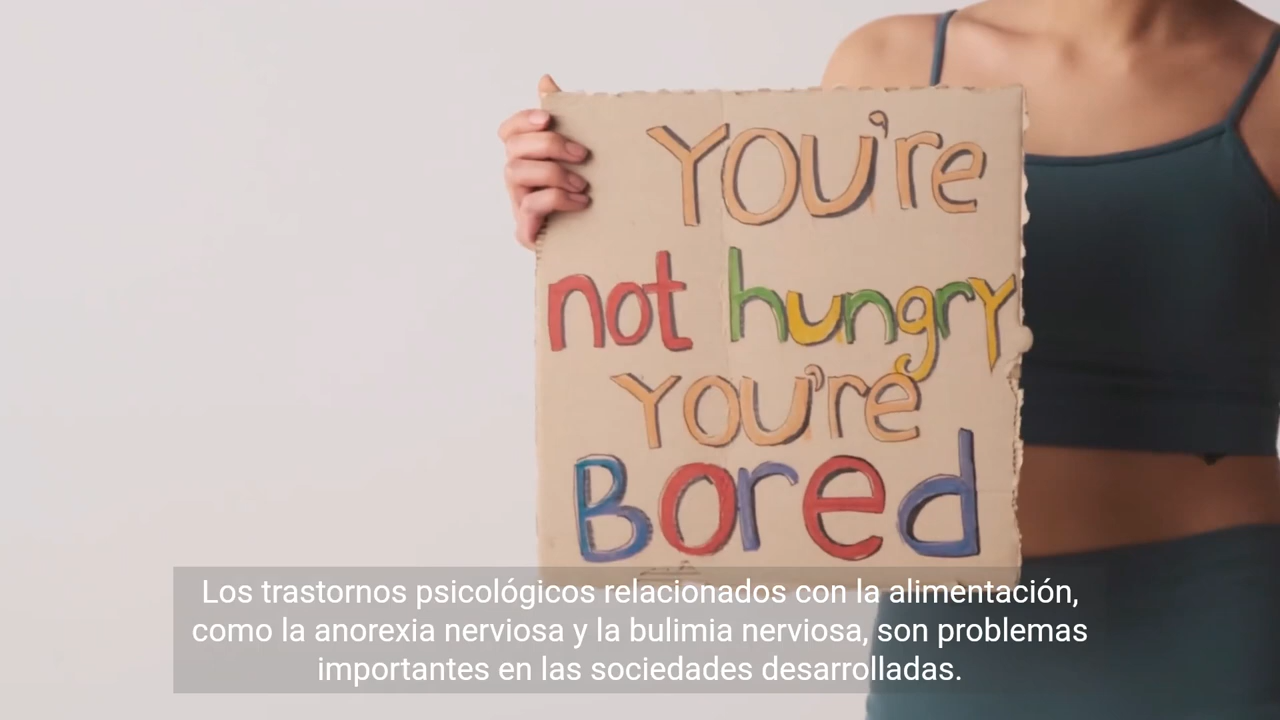 YOU're
not hungry
YOU're
Bored
Los trastornos psicológicos relacionados con la alimentación,
como la anorexia nerviosa y la bulimia nerviosa, son problemas
importantes en las sociedades desarrolladas.